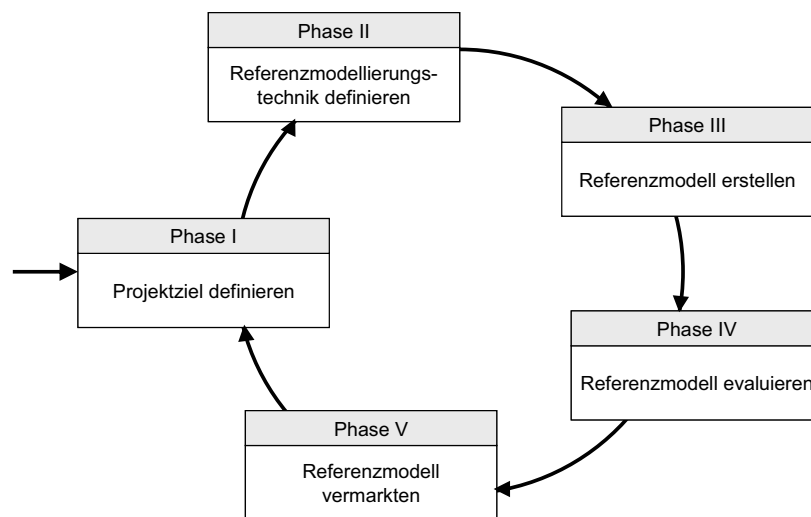 Phase I
Projektziel definieren
Phase II
Referenzmodellierungs-
technik definieren
Phase III
Referenzmodell erstellen
Phase IV
Referenzmodell evaluieren
Phase V
Referenzmodell
vermarkten